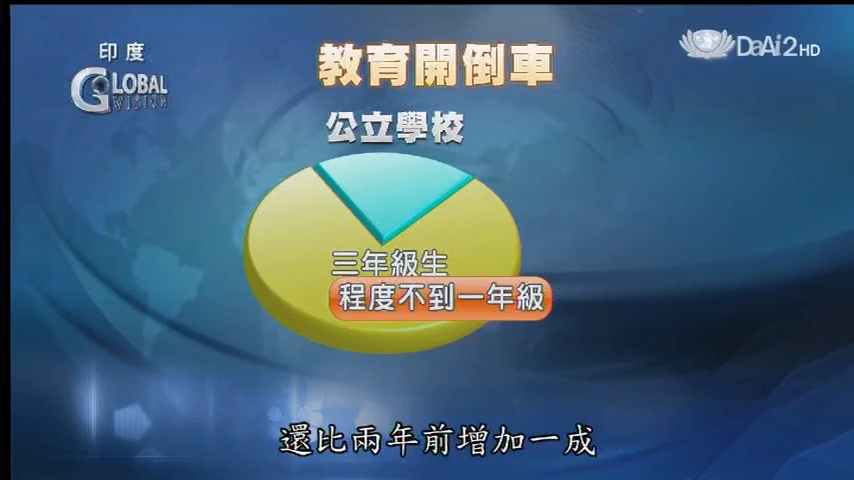 印度
GLOBAL
VISION
教育開倒車
DaAi2HD
公立學校
三年級生
程度不到一年級
還比兩年前增加一成